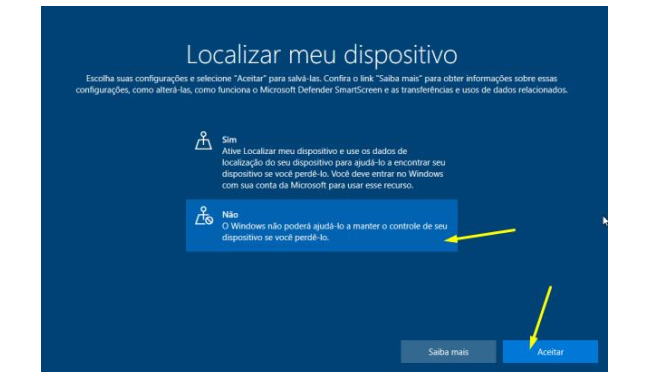 Localizar meu dispositivo
Escolha suas configurações e selecione "Aceitar" para salvá-las. Confira o link "Saiba mais" para obter informações sobre essas
configurações, como alterá-las, como funciona o Microsoft Defender SmartScreen e as transferências e usos de dados relacionados.
Sim
Ative Localizar meu dispositivo e use os dados de
localização do seu dispositivo para ajudá-lo a encontrar seu
dispositivo se você perdê-lo. Você deve entrar no Windows
com sua conta da Microsoft para usar esse recurso.
Não
O Windows não poderá ajudá-lo a manter o controle de seu
dispositivo se você perdê-lo.
Saiba mais
Aceitar